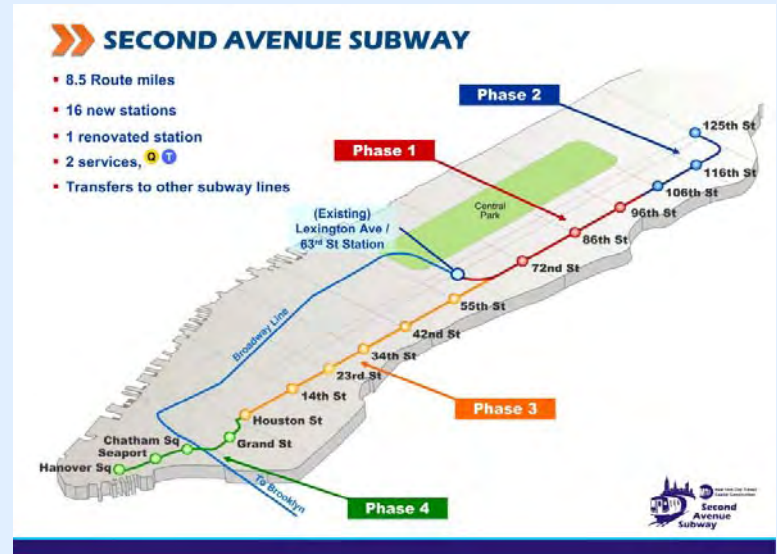 SECOND AVENUE SUBWAY
8.5 Route miles
16 new stations
1 renovated station
2 services, Q T
Transfers to other subway lines
Phase 2
125th St
Phase 1
116th St
106th St
Central
Park
96th St
(Existing)
Lexington Ave /
63rd St Station
86th St
72nd St
55th St
Broadway Line
42nd St
34th St
23rd St
14th St
Phase 3
Houston St
Chatham Sq
Grand St
Seaport
Hanover Sq
To Brooklyn
Phase 4
Second
Avenue
Subway